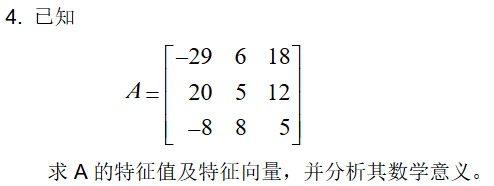 4. 已知
A = [ −29 6 18
20 5 12
−8 8 5 ]
求 A 的特征值及特征向量，并分析其数学意义。